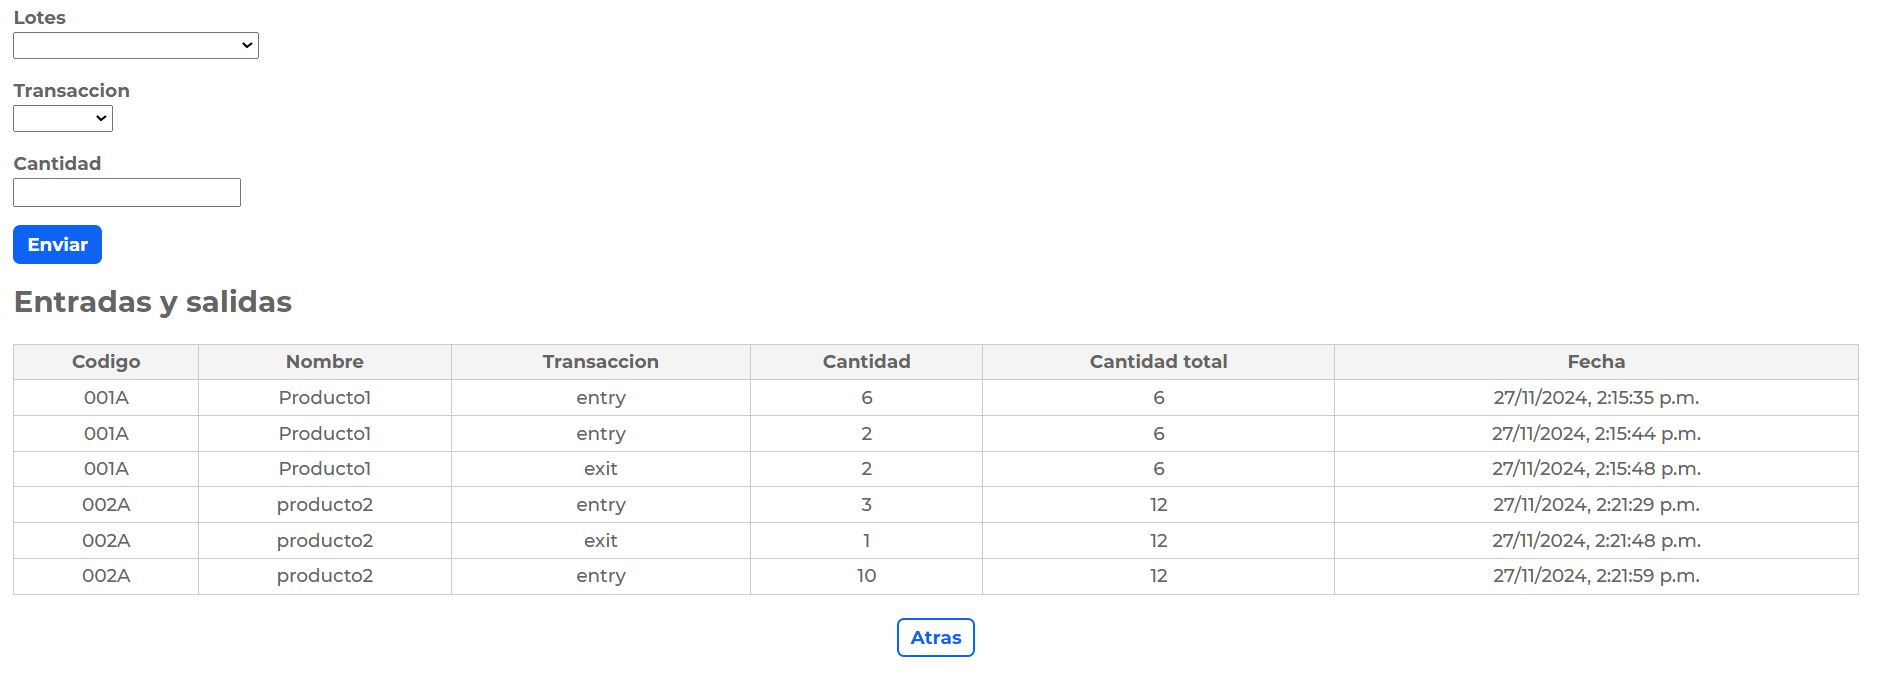 Lotes
Transaccion
Cantidad
Enviar
Entradas y salidas
Codigo Nombre Transaccion Cantidad Cantidad total Fecha
001A Producto1 entry 6 6 27/11/2024, 2:15:35 p.m.
001A Producto1 entry 2 6 27/11/2024, 2:15:44 p.m.
001A Producto1 exit 2 6 27/11/2024, 2:15:48 p.m.
002A producto2 entry 3 12 27/11/2024, 2:21:29 p.m.
002A producto2 exit 1 12 27/11/2024, 2:21:48 p.m.
002A producto2 entry 10 12 27/11/2024, 2:21:59 p.m.
Atras